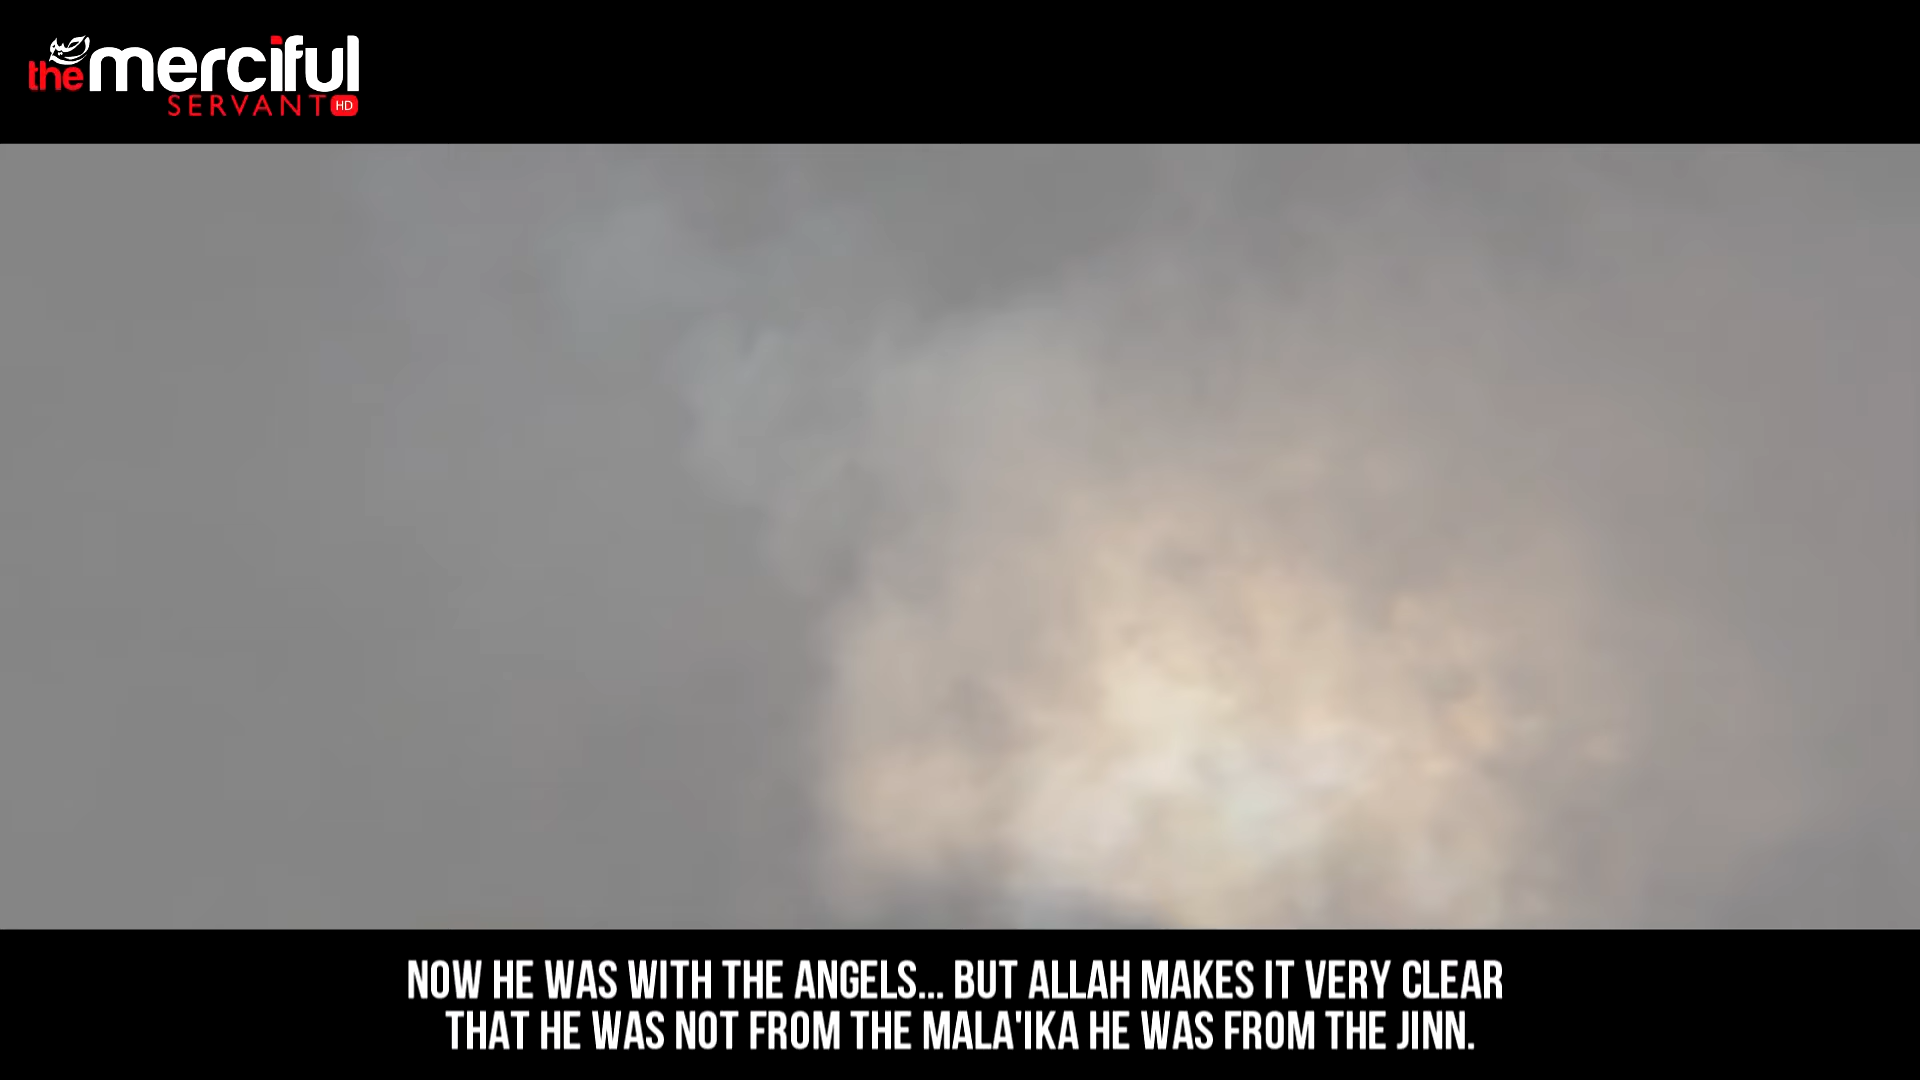 the merciful
SERVANT HD
NOW HE WAS WITH THE ANGELS... BUT ALLAH MAKES IT VERY CLEAR
THAT HE WAS NOT FROM THE MALA'IKA HE WAS FROM THE JINN.